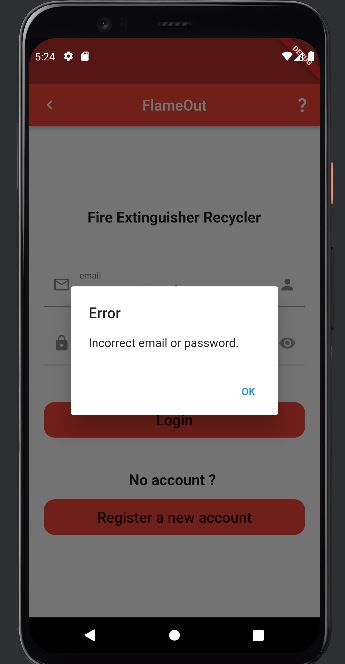 5:24
DEBUG
FlameOut
?
Fire Extinguisher Recycler
email
Error
Incorrect email or password.
OK
Login
No account ?
Register a new account